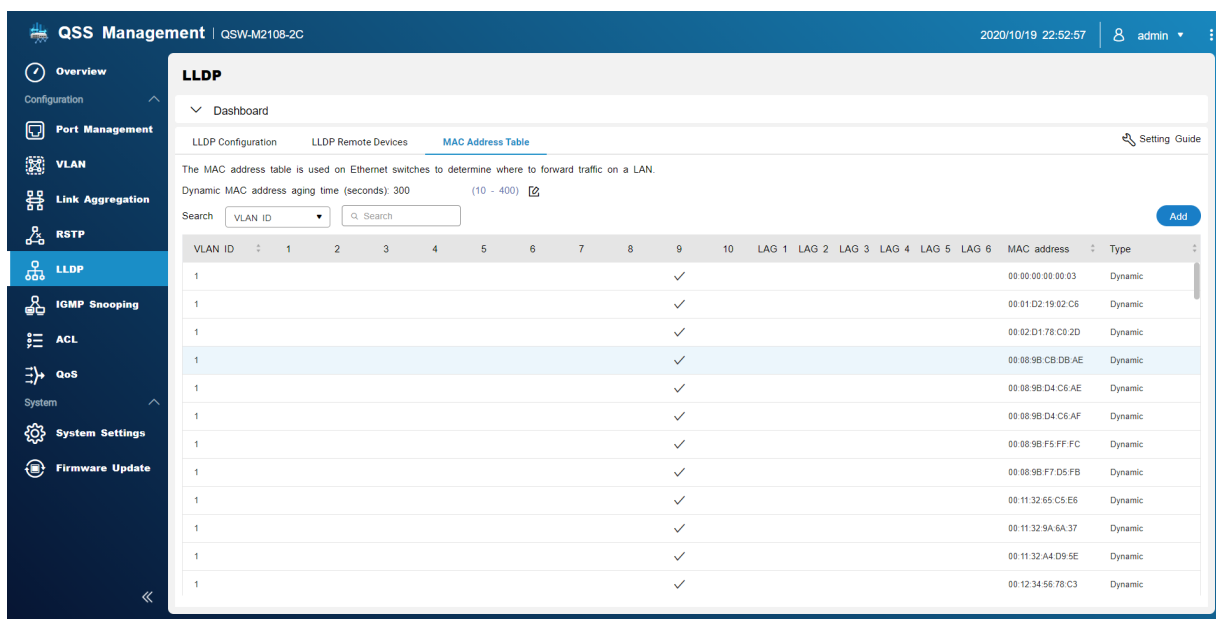 QSS Management | QSW-M2108-2C
2020/10/19 22:52:57
admin
Overview
Configuration
Port Management
VLAN
Link Aggregation
RSTP
LLDP
IGMP Snooping
ACL
QoS
System
System Settings
Firmware Update
LLDP
Dashboard
LLDP Configuration LLDP Remote Devices MAC Address Table Setting Guide
The MAC address table is used on Ethernet switches to determine where to forward traffic on a LAN.
Dynamic MAC address aging time (seconds): 300 (10 - 400)
Search VLAN ID Search Add
VLAN ID 1 2 3 4 5 6 7 8 9 10 LAG 1 LAG 2 LAG 3 LAG 4 LAG 5 LAG 6 MAC address Type
1 ✓ 00:00:00:00:00:03 Dynamic
1 ✓ 00:01:D2:19:02:C6 Dynamic
1 ✓ 00:02:D1:78:C0:2D Dynamic
1 ✓ 00:08:9B:CB:DB:AE Dynamic
1 ✓ 00:08:9B:D4:C6:AE Dynamic
1 ✓ 00:08:9B:D4:C6:AF Dynamic
1 ✓ 00:08:9B:F5:FF:FC Dynamic
1 ✓ 00:08:9B:F7:D5:FB Dynamic
1 ✓ 00:11:32:65:C5:E6 Dynamic
1 ✓ 00:11:32:9A:6A:37 Dynamic
1 ✓ 00:11:32:A4:D9:5E Dynamic
1 ✓ 00:12:34:56:78:C3 Dynamic